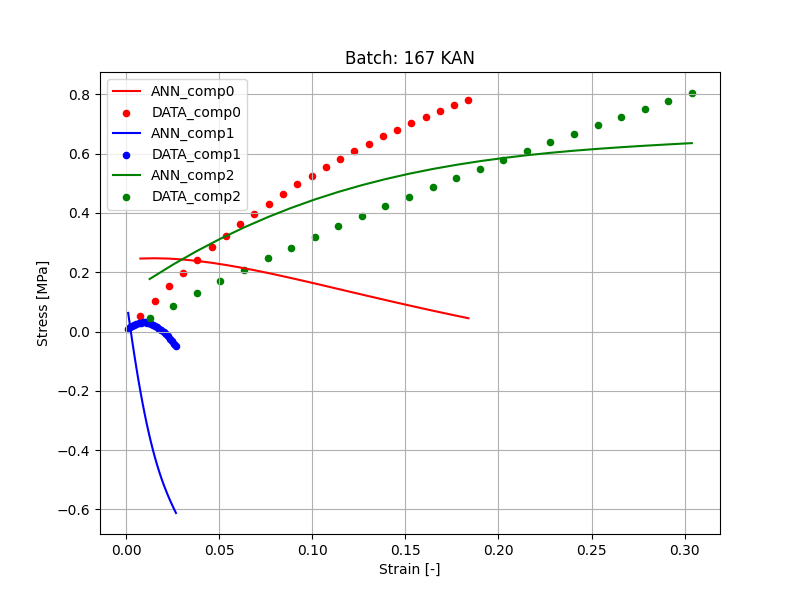 Batch: 167 KAN
ANN_comp0
DATA_comp0
ANN_comp1
DATA_comp1
ANN_comp2
DATA_comp2
Stress [MPa]
0.8
0.6
0.4
0.2
0.0
−0.2
−0.4
−0.6
0.00 0.05 0.10 0.15 0.20 0.25 0.30
Strain [-]